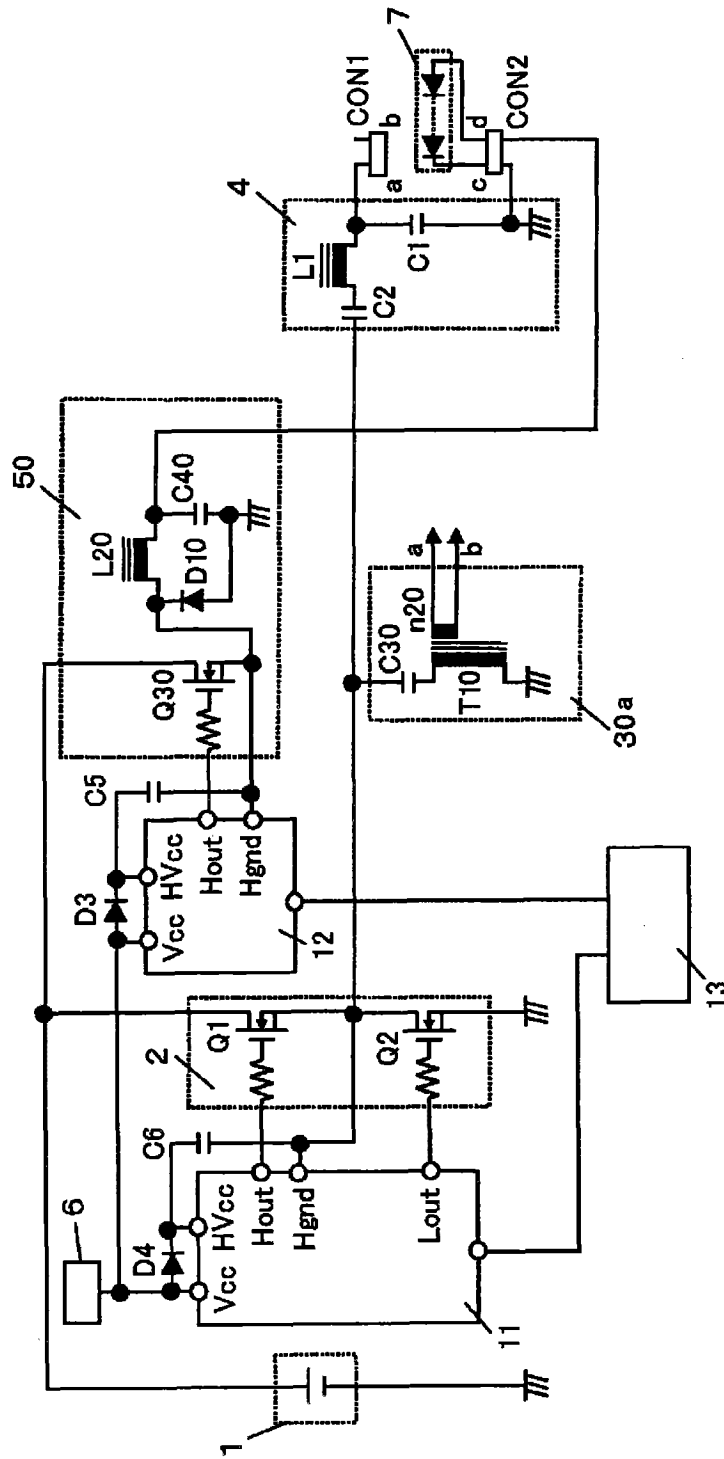 1
6
D4
C6
Vcc
HVcc
Hout
Hgnd
Lout
11
2
Q1
Q2
D3
C5
Vcc
HVcc
Hout
Hgnd
12
13
50
Q30
L20
D10
C40
C30
n20
a
b
T10
30a
4
L1
C2
C1
CON1
a
b
7
c
d
CON2